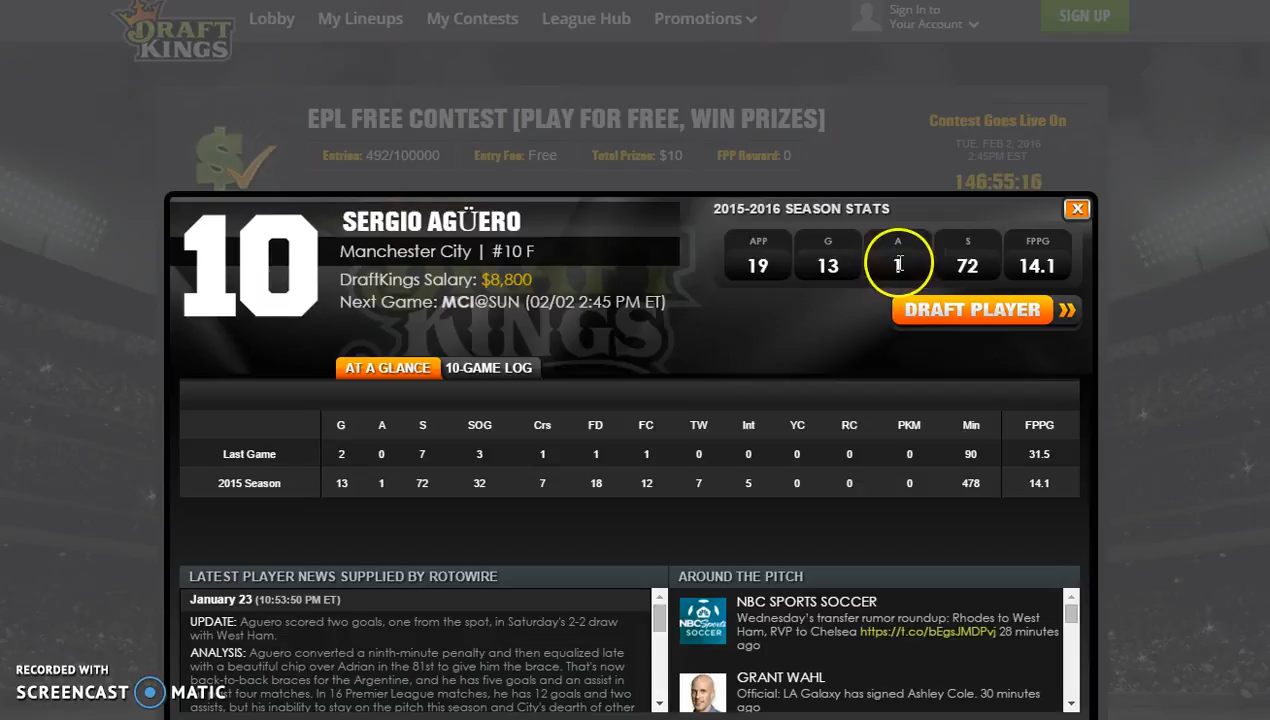 DRAFT
KINGS
Lobby My Lineups My Contests League Hub Promotions
Sign In to
Your Account
SIGN UP
EPL FREE CONTEST [PLAY FOR FREE, WIN PRIZES]
Entries: 492/100000 Entry Fee: Free Total Prizes: $10 FPP Reward: 0
Contest Goes Live On
TUE, FEB 2, 2016
2:45PM EST
146:55:16
10
SERGIO AGÜERO
Manchester City | #10 F
DraftKings Salary: $8,800
Next Game: MCI@SUN (02/02 2:45 PM ET)
2015-2016 SEASON STATS
X
APP G A S FPPG
19 13 1 72 14.1
DRAFT PLAYER
KINGS
AT A GLANCE 10-GAME LOG
G A S SOG Crs FD FC TW Int YC RC PKM Min FPPG
Last Game 2 0 7 3 1 1 1 0 0 0 0 0 90 31.5
2015 Season 13 1 72 32 7 18 12 7 5 0 0 0 478 14.1
LATEST PLAYER NEWS SUPPLIED BY ROTOWIRE
January 23 (10:53:50 PM ET)
UPDATE: Aguero scored two goals, one from the spot, in Saturday's 2-2 draw
with West Ham.
ANALYSIS: Aguero converted a ninth-minute penalty and then equalized late
with a beautiful chip over Adrian in the 81st to give him the brace. That's now
back-to-back braces for the Argentine, and he has five goals and an assist in
st four matches. In 16 Premier League matches, he has 12 goals and two
assists, but his inability to stay on the pitch this season and City's dearth of other
AROUND THE PITCH
NBC SPORTS SOCCER
Wednesday's transfer rumor roundup: Rhodes to West
Ham, RVP to Chelsea https://t.co/bEgsJMDPvj 28 minutes
ago
NBC SPORTS
SOCCER
GRANT WAHL
Official: LA Galaxy has signed Ashley Cole. 30 minutes
ago
RECORDED WITH
SCREENCAST MATIC